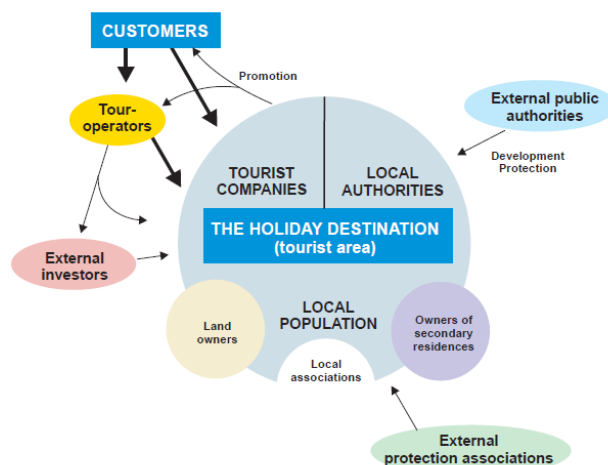 CUSTOMERS
Promotion
Tour-
operators
External public
authorities
Development
Protection
TOURIST
COMPANIES
LOCAL
AUTHORITIES
THE HOLIDAY DESTINATION
(tourist area)
External
investors
LOCAL
POPULATION
Land
owners
Owners of
secondary
residences
Local
associations
External
protection associations